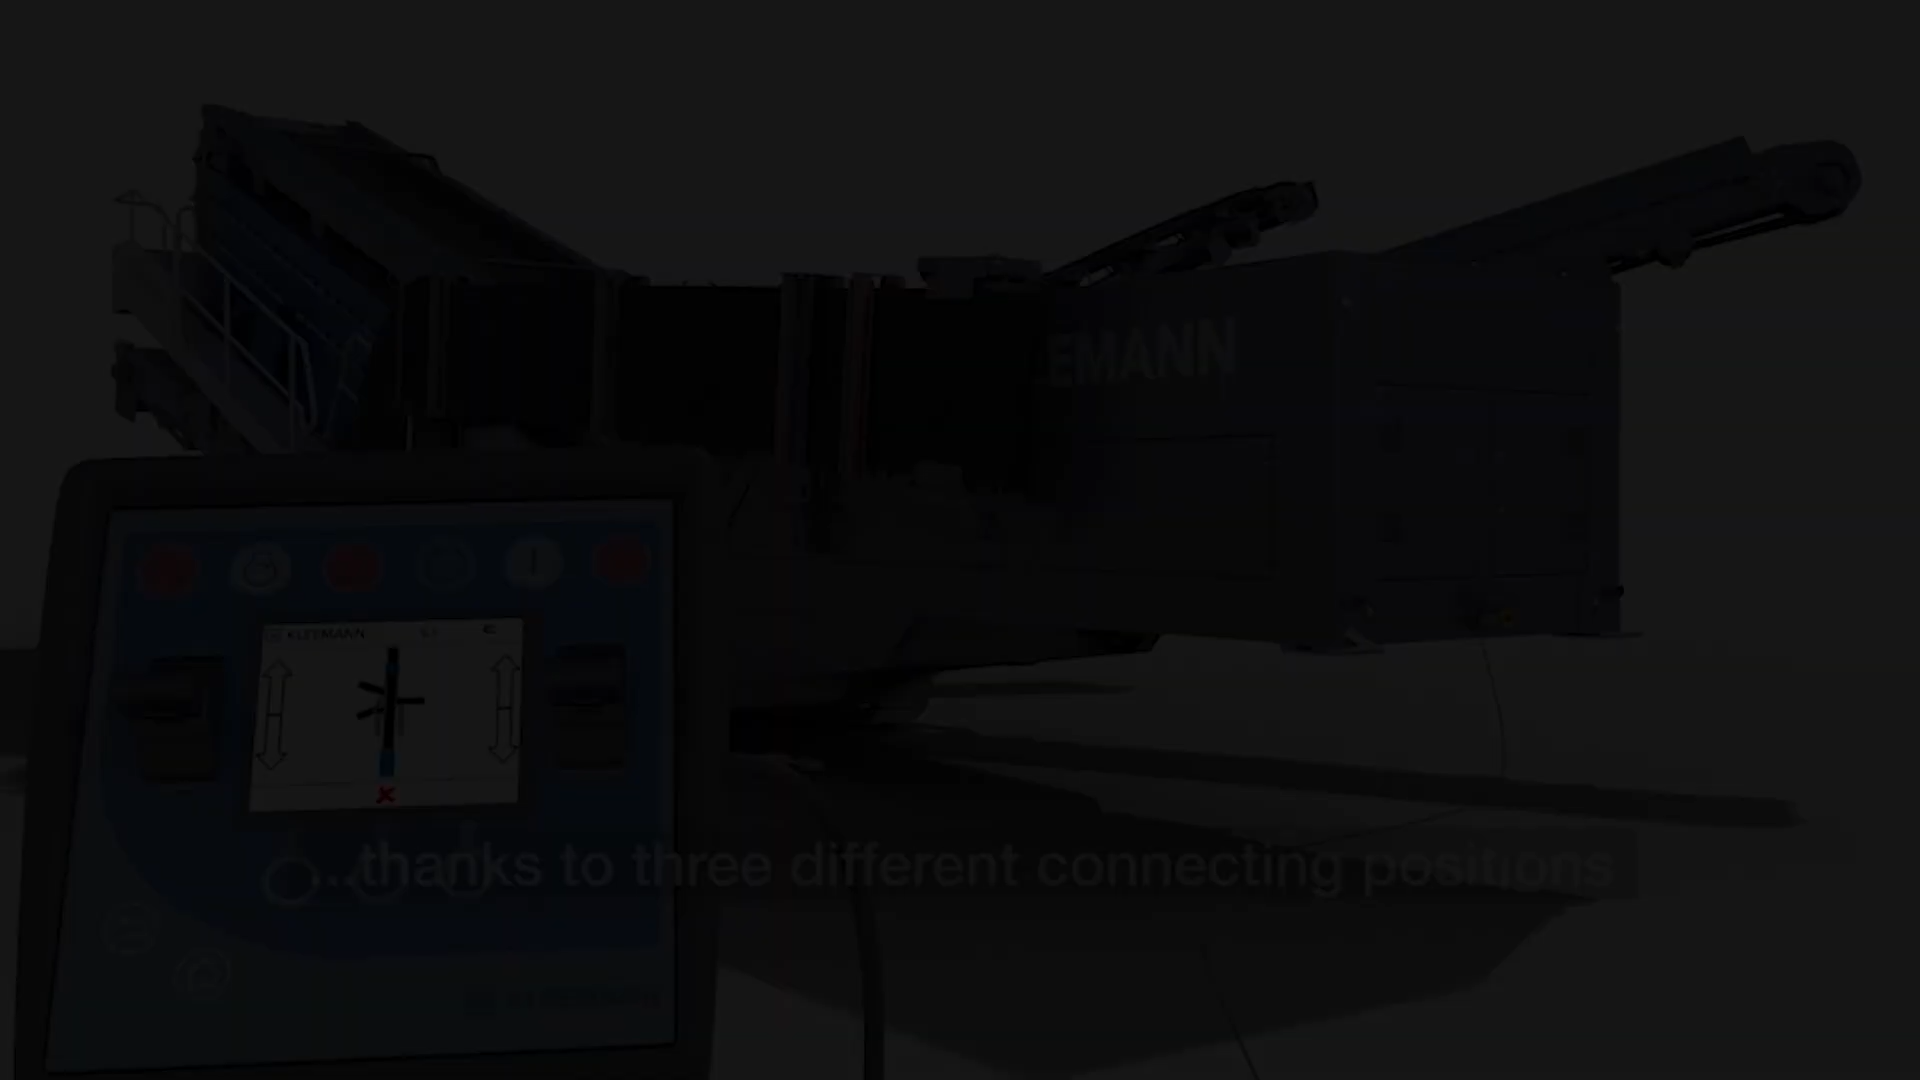 EMANN
KLEEMANN
...thanks to three different connecting positions